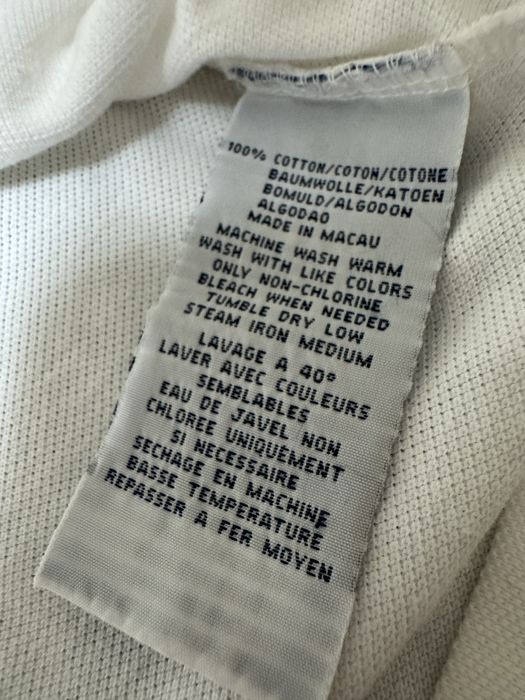 100% COTTON/COTON/COTONE
BAUMWOLLE/KATOEN
BOMULD/ALGODON
ALGODAO
MADE IN MACAU
MACHINE WASH WARM
WASH WITH LIKE COLORS
ONLY NON-CHLORINE
BLEACH WHEN NEEDED
TUMBLE DRY LOW
STEAM IRON MEDIUM
LAVAGE A 40°
LAVER AVEC COULEURS
SEMBLABLES
EAU DE JAVEL NON
CHLOREE UNIQUEMENT
SI NECESSAIRE
SECHAGE EN MACHINE
BASSE TEMPERATURE
REPASSER A FER MOYEN